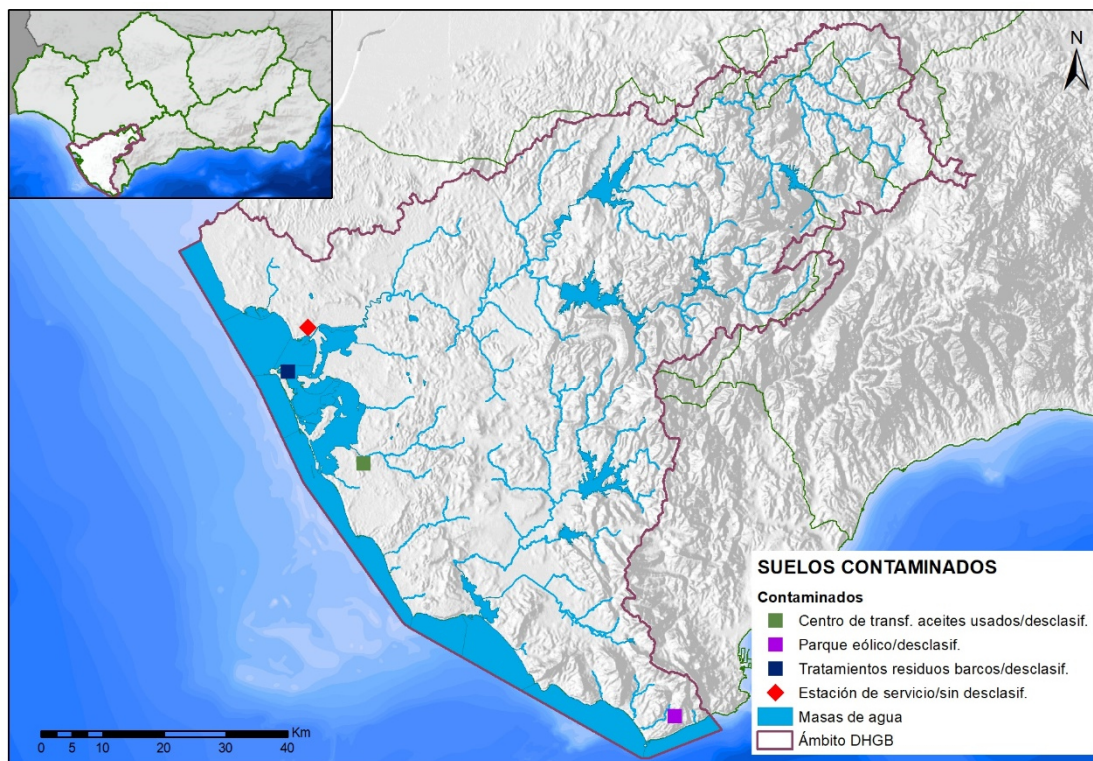 N
SUELOS CONTAMINADOS
Contaminados
Centro de transf. aceites usados/desclasif.
Parque eólico/desclasif.
Tratamientos residuos barcos/desclasif.
Estación de servicio/sin desclasif.
Masas de agua
Ámbito DHGB
Km
0 5 10 20 30 40